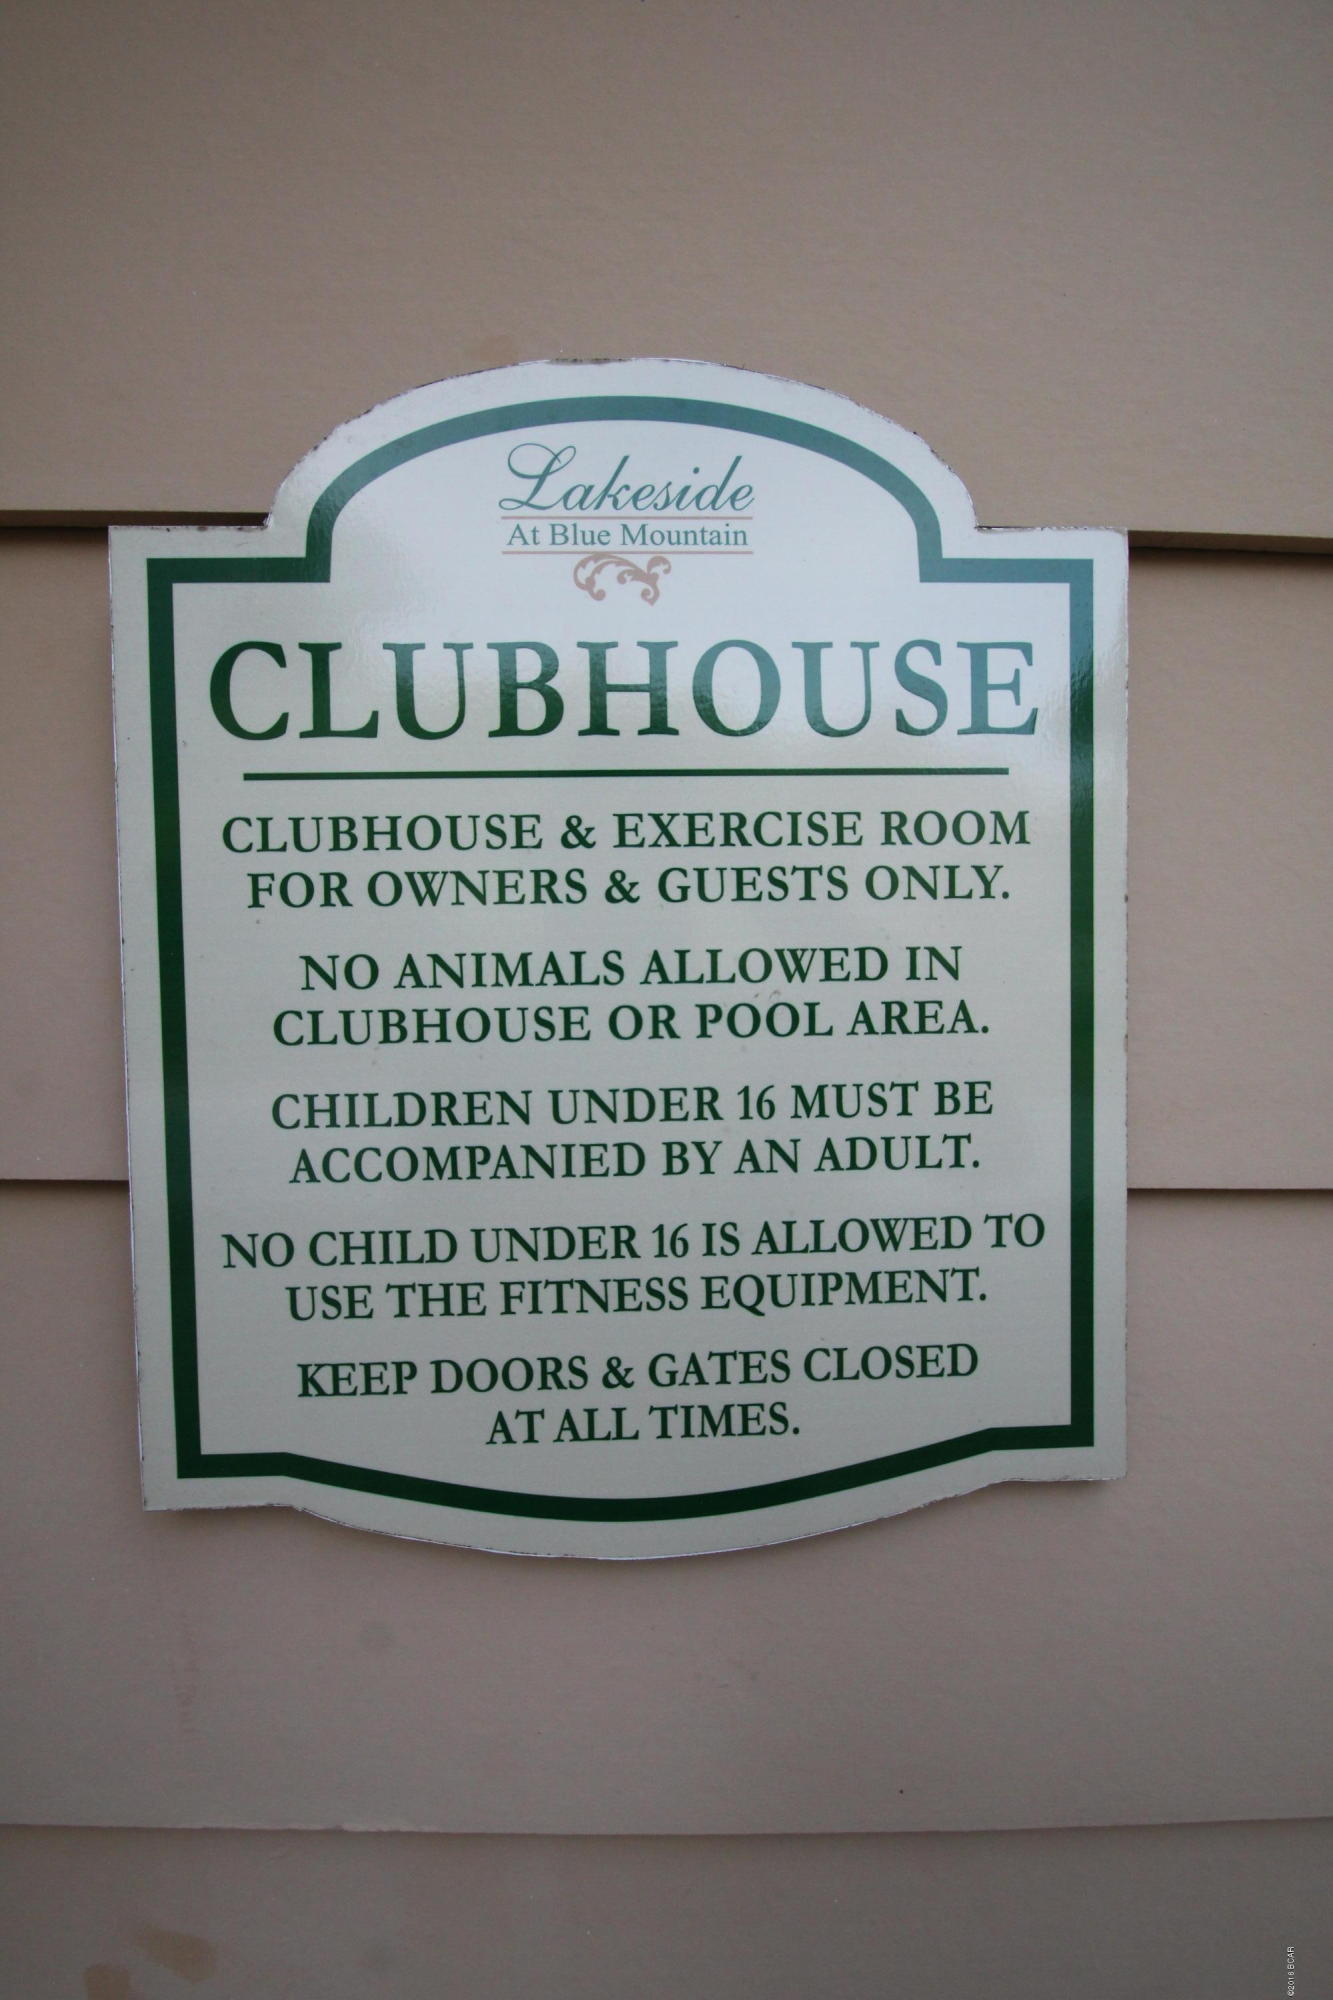 Lakeside
At Blue Mountain
CLUBHOUSE
CLUBHOUSE & EXERCISE ROOM
FOR OWNERS & GUESTS ONLY.
NO ANIMALS ALLOWED IN
CLUBHOUSE OR POOL AREA.
CHILDREN UNDER 16 MUST BE
ACCOMPANIED BY AN ADULT.
NO CHILD UNDER 16 IS ALLOWED TO
USE THE FITNESS EQUIPMENT.
KEEP DOORS & GATES CLOSED
AT ALL TIMES.
©2016 BCAR